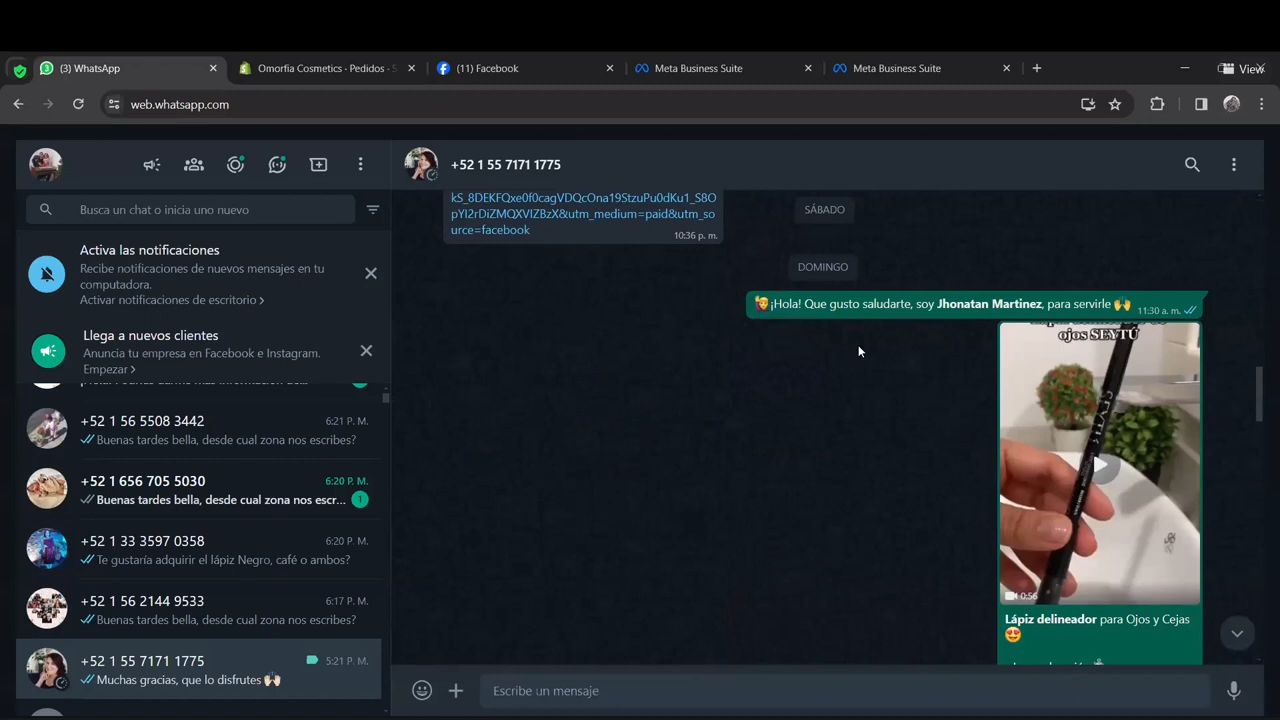 (3) WhatsApp
Omorfia Cosmetics · Pedidos · S
(11) Facebook
Meta Business Suite
Meta Business Suite
View
web.whatsapp.com
Busca un chat o inicia uno nuevo
Activa las notificaciones
Recibe notificaciones de nuevos mensajes en tu
computadora.
Activar notificaciones de escritorio
Llega a nuevos clientes
Anuncia tu empresa en Facebook e Instagram.
Empezar
+52 1 56 5508 3442
6:21 P. M.
Buenas tardes bella, desde cual zona nos escribes?
+52 1 656 705 5030
6:20 P. M.
Buenas tardes bella, desde cual zona nos escr...
1
+52 1 33 3597 0358
6:20 P. M.
Te gustaría adquirir el lápiz Negro, café o ambos?
+52 1 56 2144 9533
6:17 P. M.
Buenas tardes bella, desde cual zona nos escribes?
+52 1 55 7171 1775
5:21 P. M.
Muchas gracias, que lo disfrutes 🙌🏻
+52 1 55 7171 1775
kS_8DEKFQxe0f0cagVDQcOna19StzuPu0dKu1_S8O
pYI2rDiZMQXVIZBzX&utm_medium=paid&utm_so
urce=facebook
10:36 p. m.
SÁBADO
DOMINGO
🙋‍♂️¡Hola! Que gusto saludarte, soy Jhonatan Martinez, para servirle 🙌
11:30 a. m.
ojos SEYTÚ
SEYTÚ
0:56
Lápiz delineador para Ojos y Cejas
😍
Escribe un mensaje